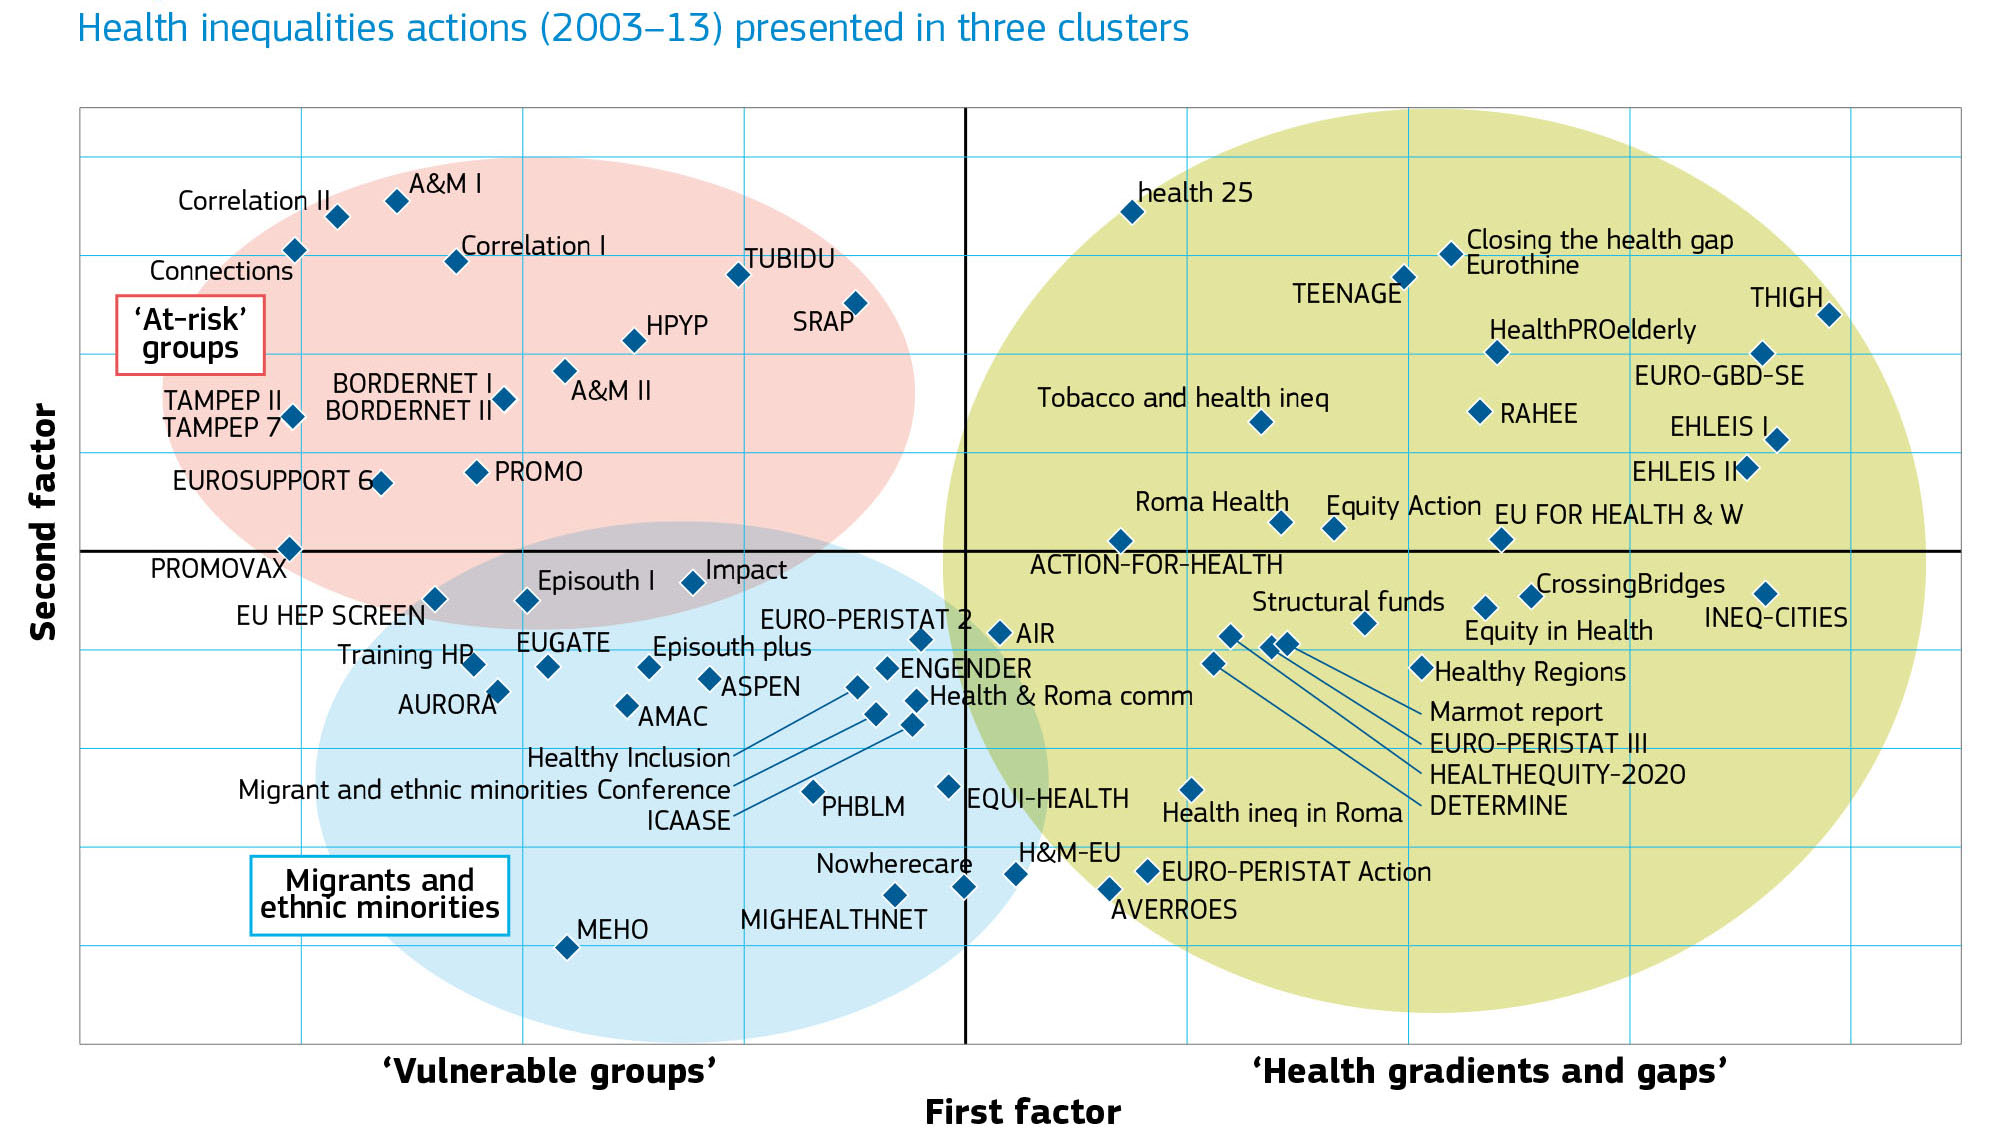 Health inequalities actions (2003–13) presented in three clusters
A&M I
Correlation II
health 25
Closing the health gap
Eurothine
Correlation I
TUBIDU
Connections
TEENAGE
THIGH
‘At-risk’
groups
SRAP
HPYP
HealthPROelderly
EURO-GBD-SE
BORDERNET I
BORDERNET II
A&M II
TAMPEP II
TAMPEP 7
Tobacco and health ineq
RAHEE
EHLEIS I
EHLEIS II
EUROSUPPORT 6
PROMO
Roma Health
Equity Action
EU FOR HEALTH & W
Second factor
PROMOVAX
ACTION-FOR-HEALTH
Episouth I
Impact
CrossingBridges
Structural funds
INEQ-CITIES
EU HEP SCREEN
EURO-PERISTAT 2
AIR
Equity in Health
EUGATE
Episouth plus
Training HP
ENGENDER
Healthy Regions
ASPEN
Health & Roma comm
AURORA
AMAC
Marmot report
EURO-PERISTAT III
HEALTHEQUITY-2020
DETERMINE
Healthy Inclusion
Migrant and ethnic minorities Conference
ICAASE
PHBLM
EQUI-HEALTH
Health ineq in Roma
H&M-EU
Nowherecare
EURO-PERISTAT Action
Migrants and
ethnic minorities
AVERROES
MIGHEALTHNET
MEHO
‘Vulnerable groups’
‘Health gradients and gaps’
First factor